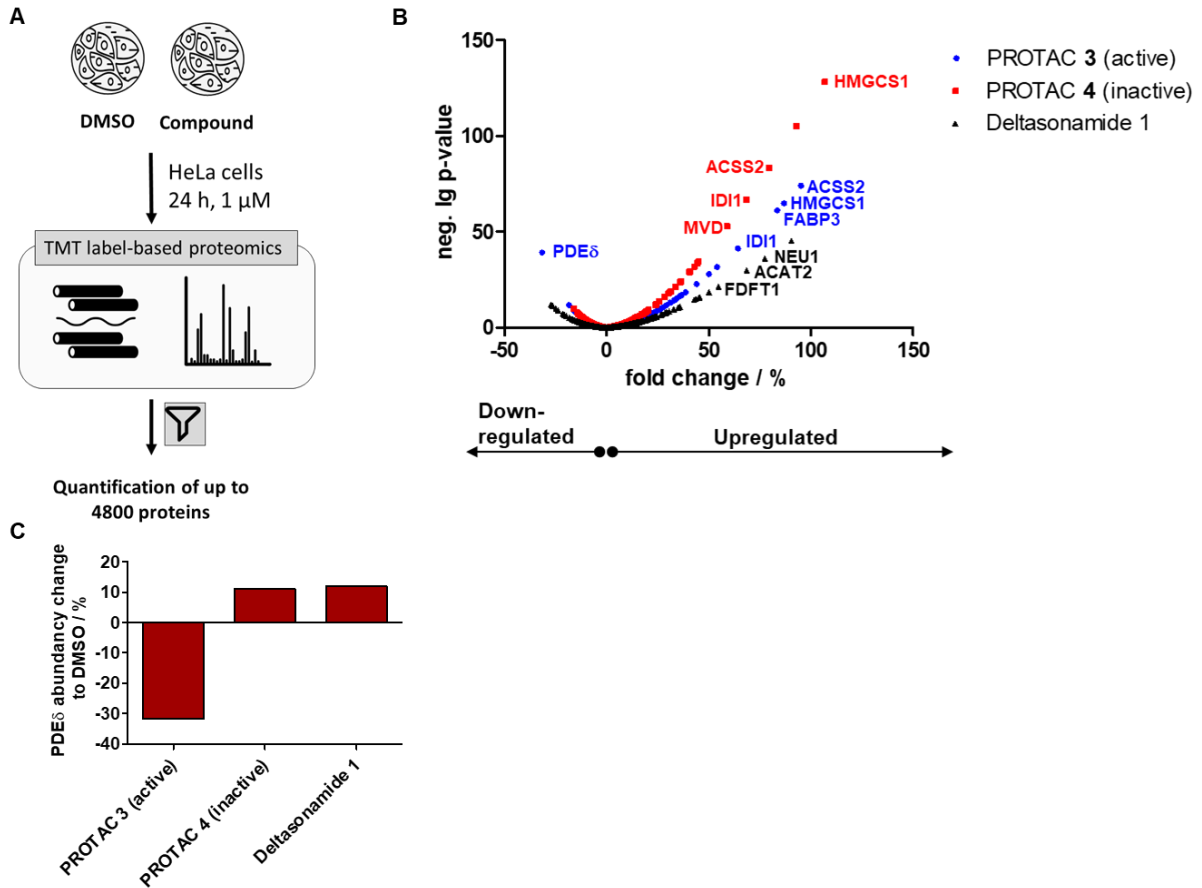 A
DMSO
Compound
HeLa cells
24 h, 1 µM
TMT label-based proteomics
Quantification of up to
4800 proteins
B
neg. lg p-value
150
100
50
0
-50
0
50
100
150
fold change / %
HMGCS1
ACSS2
IDI1
MVD
PDEδ
ACSS2
HMGCS1
FABP3
IDI1
NEU1
ACAT2
FDFT1
PROTAC 3 (active)
PROTAC 4 (inactive)
Deltasonamide 1
Down-
regulated
Upregulated
C
PDEδ abundancy change
to DMSO / %
20
10
0
-10
-20
-30
-40
PROTAC 3 (active)
PROTAC 4 (inactive)
Deltasonamide 1